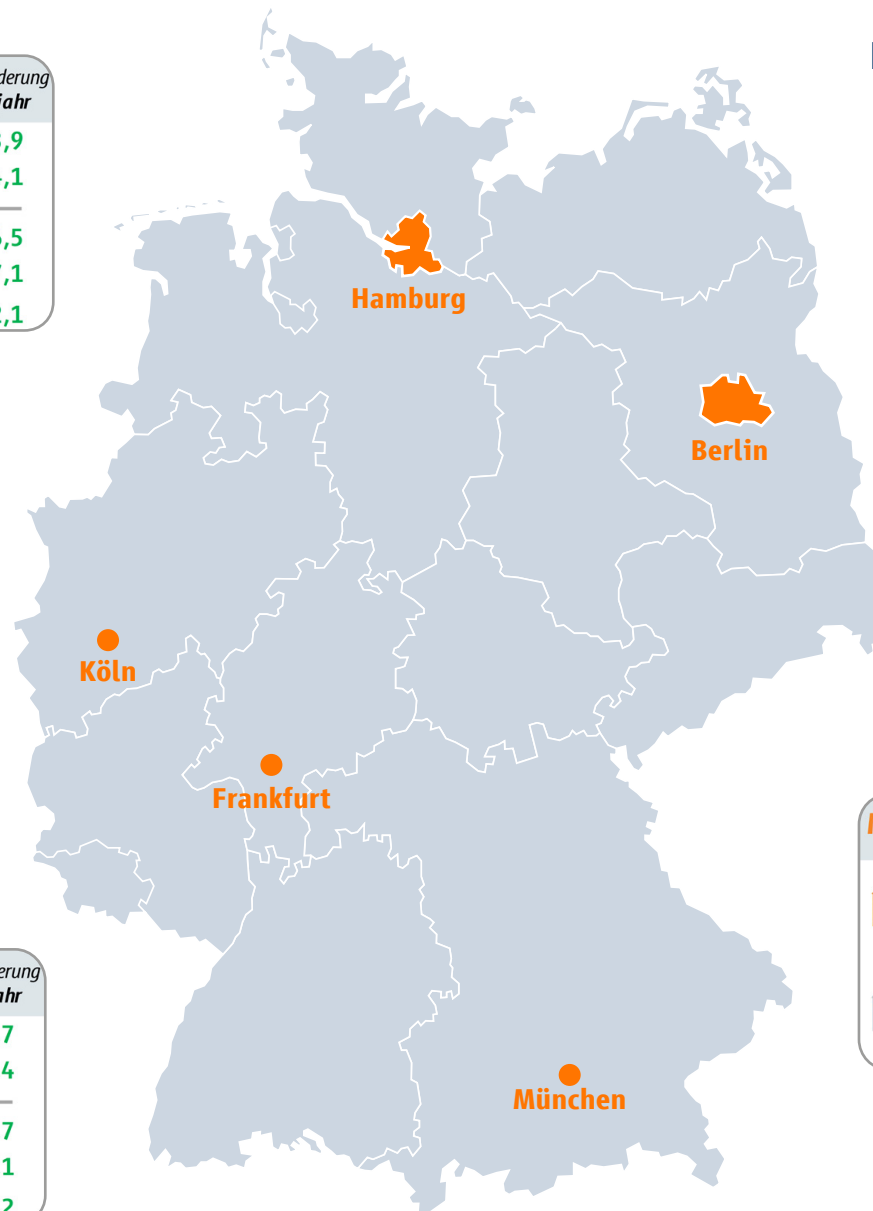 derung
jahr
,9
,1
,5
,1
,1
Hamburg
Berlin
Köln
Frankfurt
erung
ahr
7
4
7
1
2
München